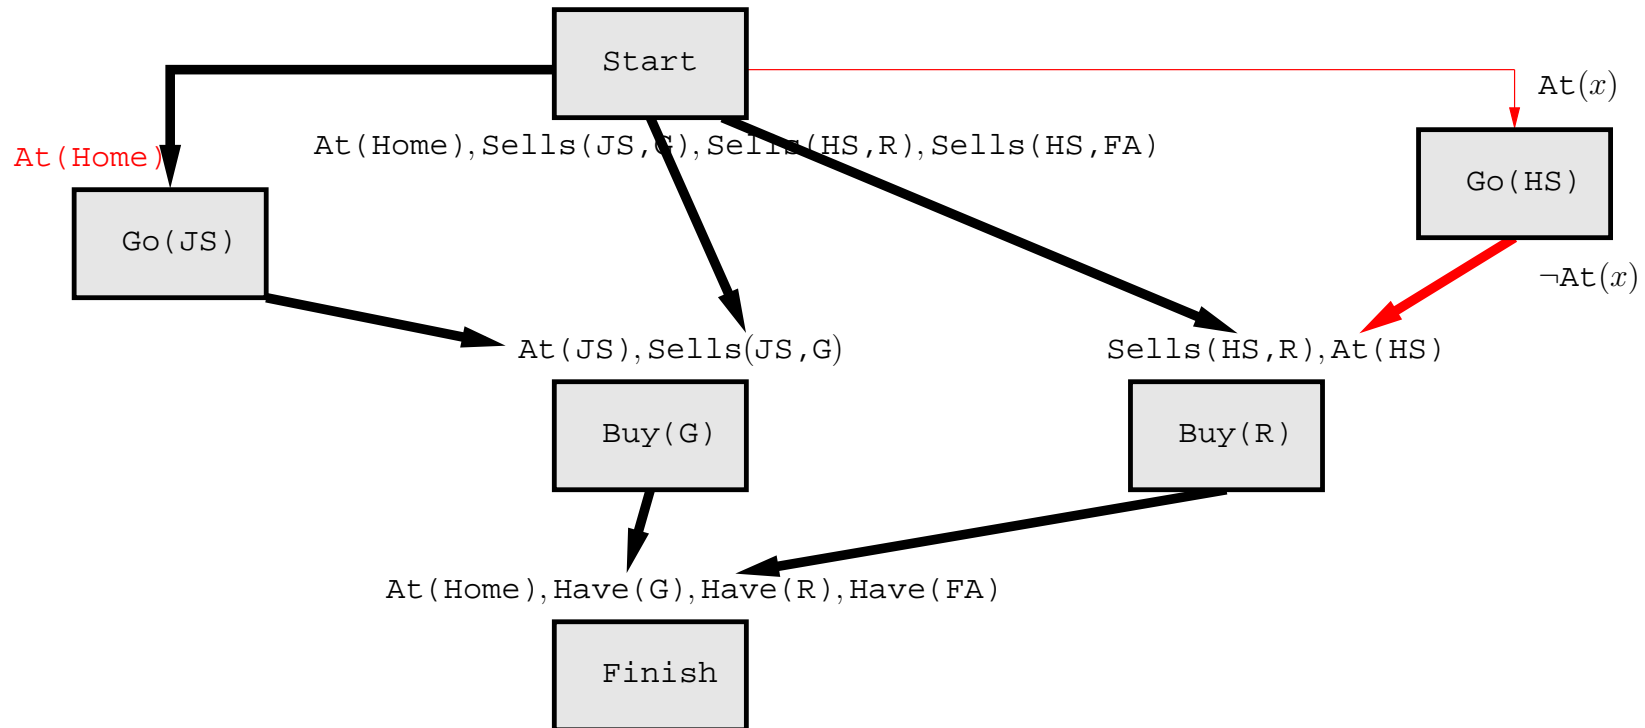 Start
At(x)
At(Home)
At(Home),Sells(JS,G),Sells(HS,R),Sells(HS,FA)
Go(HS)
Go(JS)
¬At(x)
At(JS),Sells(JS,G)
Sells(HS,R),At(HS)
Buy(G)
Buy(R)
At(Home),Have(G),Have(R),Have(FA)
Finish